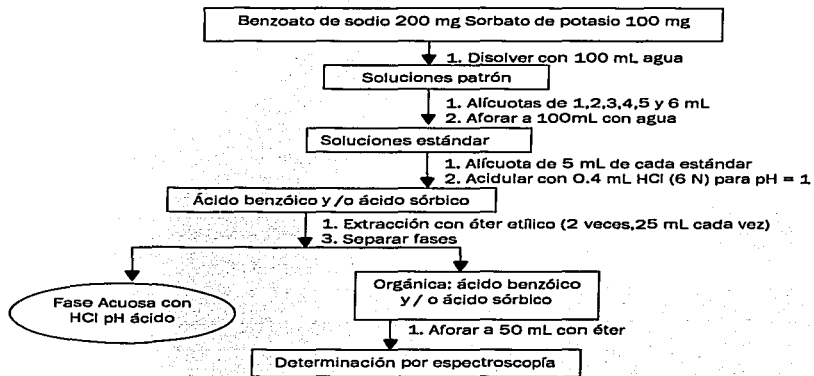 Benzoato de sodio 200 mg Sorbato de potasio 100 mg
1. Disolver con 100 mL agua
Soluciones patrón
1. Alícuotas de 1,2,3,4,5 y 6 mL
2. Aforar a 100mL con agua
Soluciones estándar
1. Alícuota de 5 mL de cada estándar
2. Acidular con 0.4 mL HCl (6 N) para pH = 1
Ácido benzóico y /o ácido sórbico
1. Extracción con éter etílico (2 veces,25 mL cada vez)
3. Separar fases
Fase Acuosa con
HCl pH ácido
Orgánica: ácido benzóico
y / o ácido sórbico
1. Aforar a 50 mL con éter
Determinación por espectroscopía